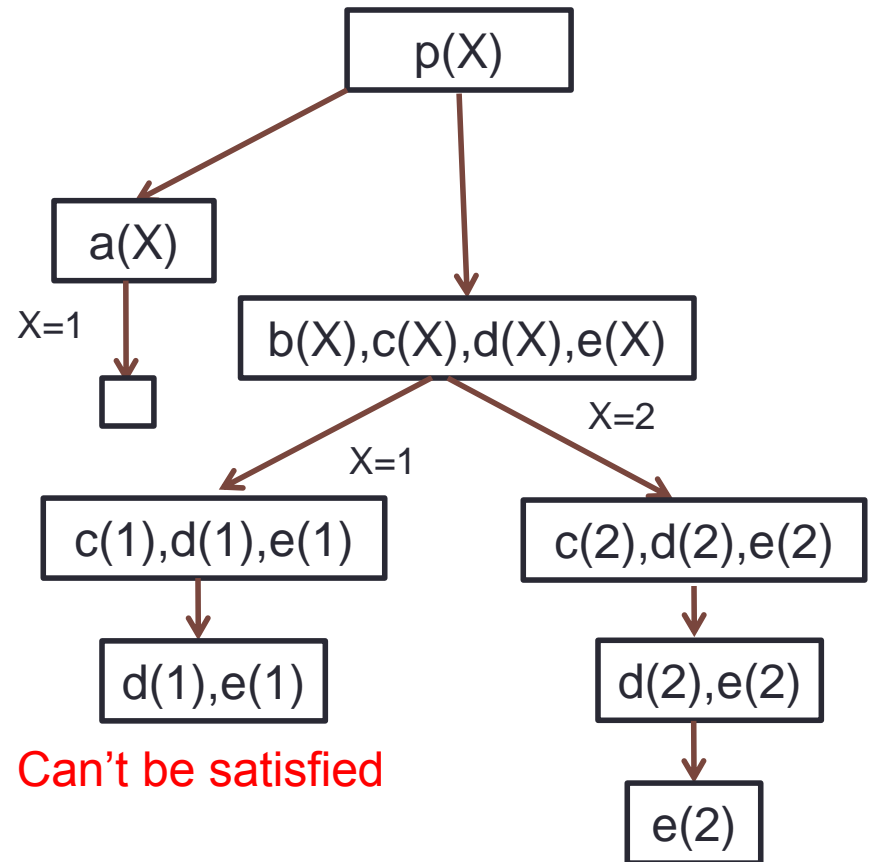 p(X)
a(X)
X=1
b(X),c(X),d(X),e(X)
X=2
X=1
c(1),d(1),e(1)
c(2),d(2),e(2)
d(1),e(1)
d(2),e(2)
Can't be satisfied
e(2)